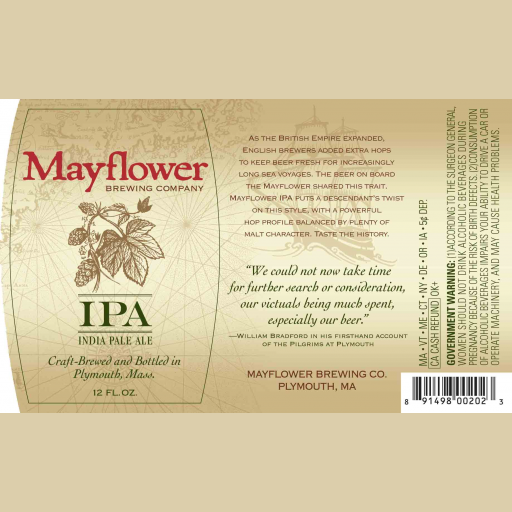 Mayflower
BREWING COMPANY
IPA
INDIA PALE ALE
Craft-Brewed and Bottled in
Plymouth, Mass.
12 FL.OZ.
AS THE BRITISH EMPIRE EXPANDED,
ENGLISH BREWERS ADDED EXTRA HOPS
TO KEEP BEER FRESH FOR INCREASINGLY
LONG SEA VOYAGES. THE BEER ON BOARD
THE MAYFLOWER SHARED THIS TRAIT.
MAYFLOWER IPA PUTS A DESCENDANT'S TWIST
ON THIS STYLE, WITH A POWERFUL
HOP PROFILE BALANCED BY PLENTY OF
MALT CHARACTER. TASTE THE HISTORY.
"We could not now take time
for further search or consideration,
our victuals being much spent,
especially our beer."
—WILLIAM BRADFORD IN HIS FIRSTHAND ACCOUNT
OF THE PILGRIMS AT PLYMOUTH
MAYFLOWER BREWING CO.
PLYMOUTH, MA
MA • VT • ME • CT • NY • DE • OR • IA • 5¢ DEP.
CA CASH REFUND OK+
GOVERNMENT WARNING: (1)ACCORDING TO THE SURGEON GENERAL,
WOMEN SHOULD NOT DRINK ALCOHOLIC BEVERAGES DURING
PREGNANCY BECAUSE OF THE RISK OF BIRTH DEFECTS. (2)CONSUMPTION
OF ALCOHOLIC BEVERAGES IMPAIRS YOUR ABILITY TO DRIVE A CAR OR
OPERATE MACHINERY, AND MAY CAUSE HEALTH PROBLEMS.
8 91498 00202 3